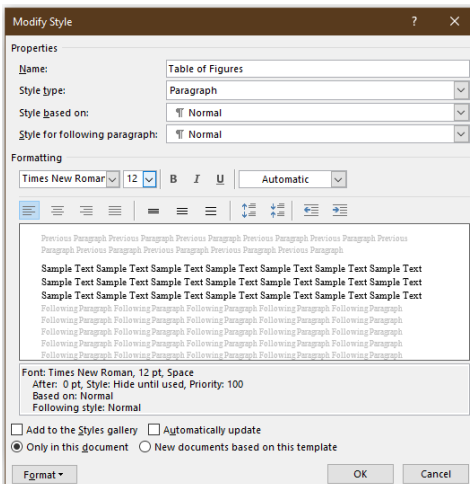 Modify Style ? ×
Properties
Name: Table of Figures
Style type: Paragraph
Style based on: ¶ Normal
Style for following paragraph: ¶ Normal
Formatting
Times New Roman 12 B I U Automatic
Previous Paragraph Previous Paragraph Previous Paragraph Previous Paragraph Previous Paragraph Previous
Paragraph Previous Paragraph Previous Paragraph Previous Paragraph Previous Paragraph
Sample Text Sample Text Sample Text Sample Text Sample Text Sample Text Sample Text
Sample Text Sample Text Sample Text Sample Text Sample Text Sample Text Sample Text
Sample Text Sample Text Sample Text Sample Text Sample Text Sample Text Sample Text
Following Paragraph Following Paragraph Following Paragraph Following Paragraph Following Paragraph
Following Paragraph Following Paragraph Following Paragraph Following Paragraph Following Paragraph
Following Paragraph Following Paragraph Following Paragraph Following Paragraph Following Paragraph
Following Paragraph Following Paragraph Following Paragraph Following Paragraph Following Paragraph
Following Paragraph Following Paragraph Following Paragraph Following Paragraph Following Paragraph
Font: Times New Roman, 12 pt, Space
After: 0 pt, Style: Hide until used, Priority: 100
Based on: Normal
Following style: Normal
Add to the Styles gallery Automatically update
Only in this document New documents based on this template
Format OK Cancel